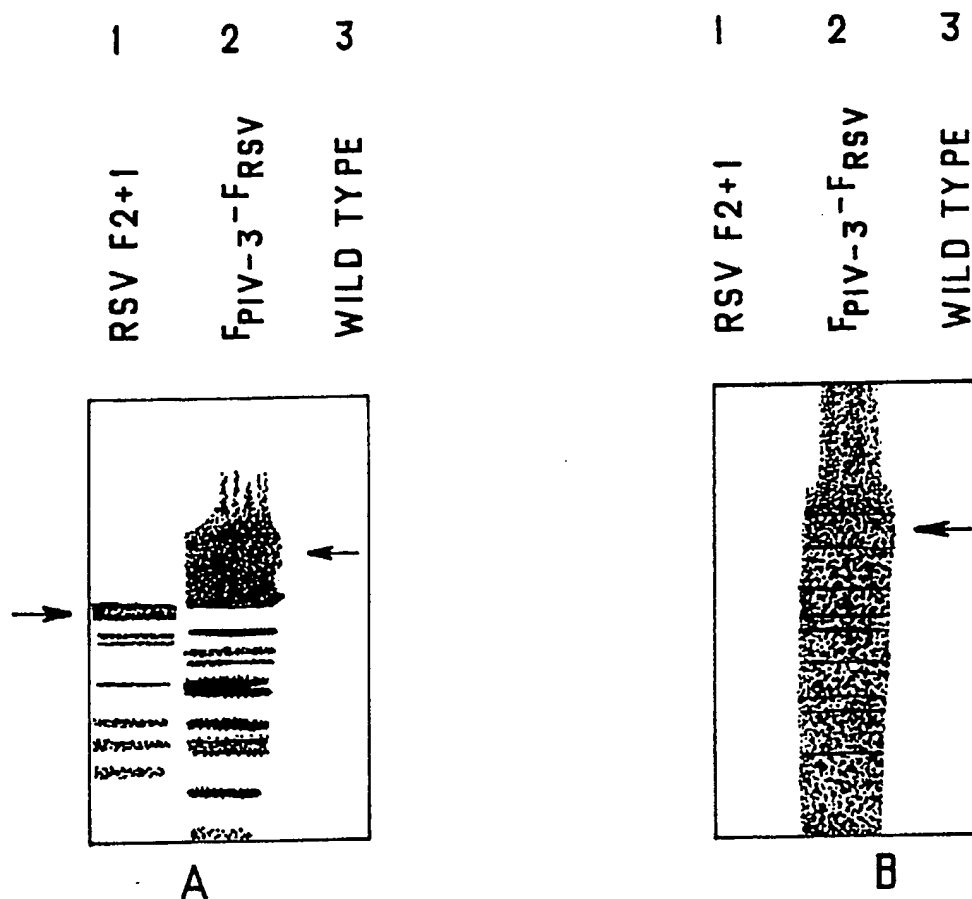 1 2 3
RSV F2+1
FPIV-3-FRSV
WILD TYPE
A
1 2 3
RSV F2+1
FPIV-3-FRSV
WILD TYPE
B